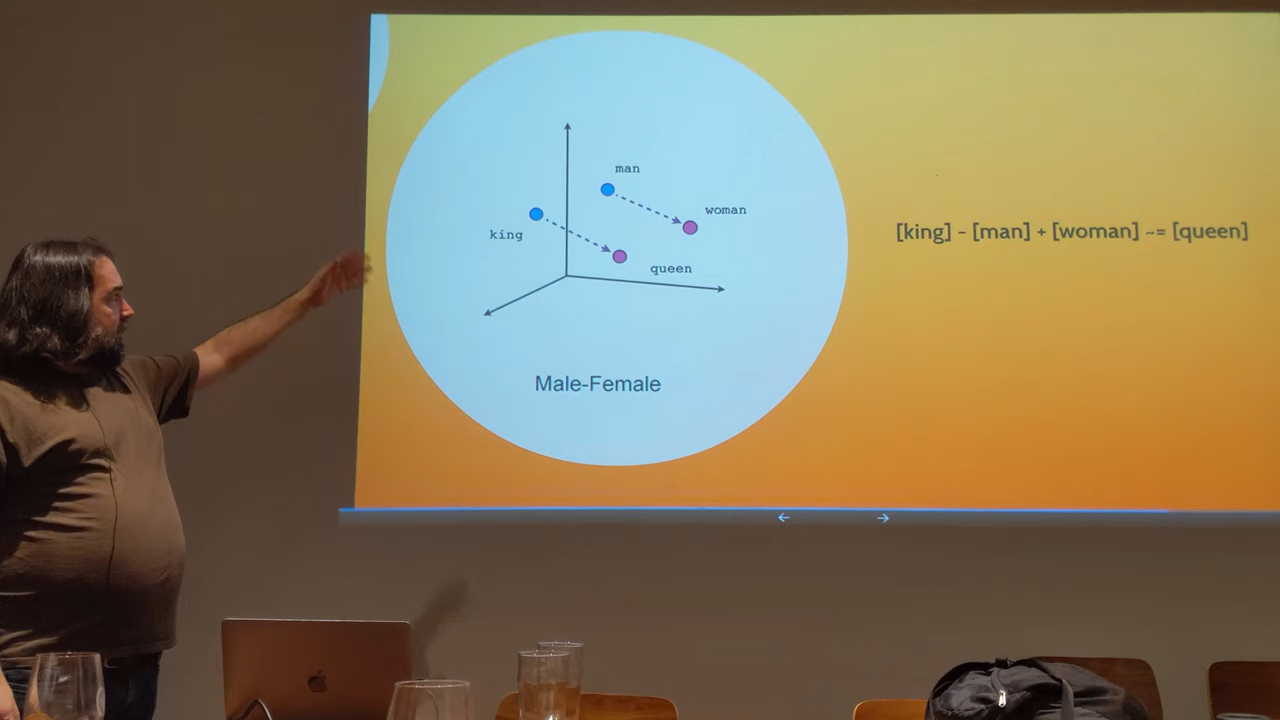 man
woman
king
queen
Male-Female
[king] - [man] + [woman] ~= [queen]